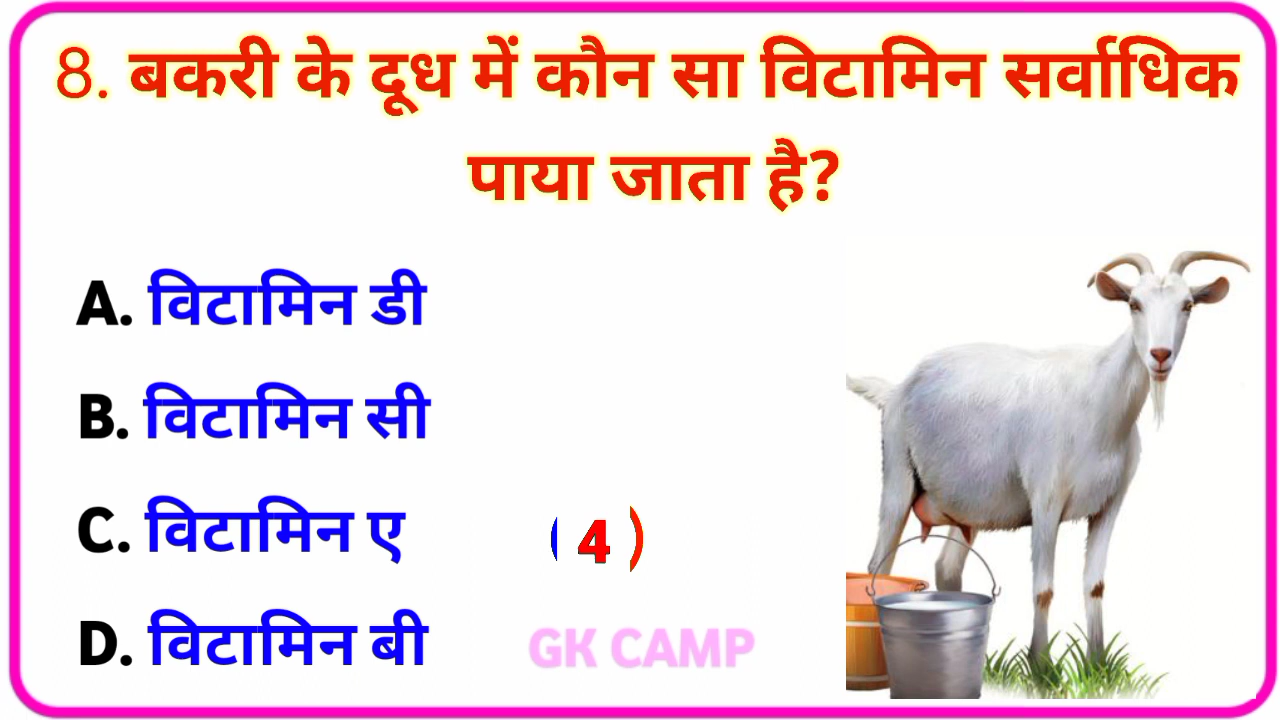 8. बकरी के दूध में कौन सा विटामिन सर्वाधिक
पाया जाता है?
A. विटामिन डी
B. विटामिन सी
C. विटामिन ए
( 4 )
D. विटामिन बी
GK CAMP